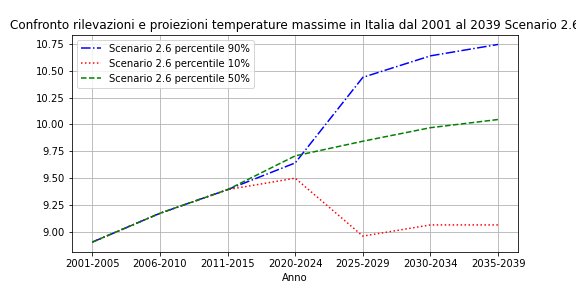 Confronto rilevazioni e proiezioni temperature massime in Italia dal 2001 al 2039 Scenario 2.6
Scenario 2.6 percentile 90%
Scenario 2.6 percentile 10%
Scenario 2.6 percentile 50%
10.75
10.50
10.25
10.00
9.75
9.50
9.25
9.00
2001-2005 2006-2010 2011-2015 2020-2024 2025-2029 2030-2034 2035-2039
Anno